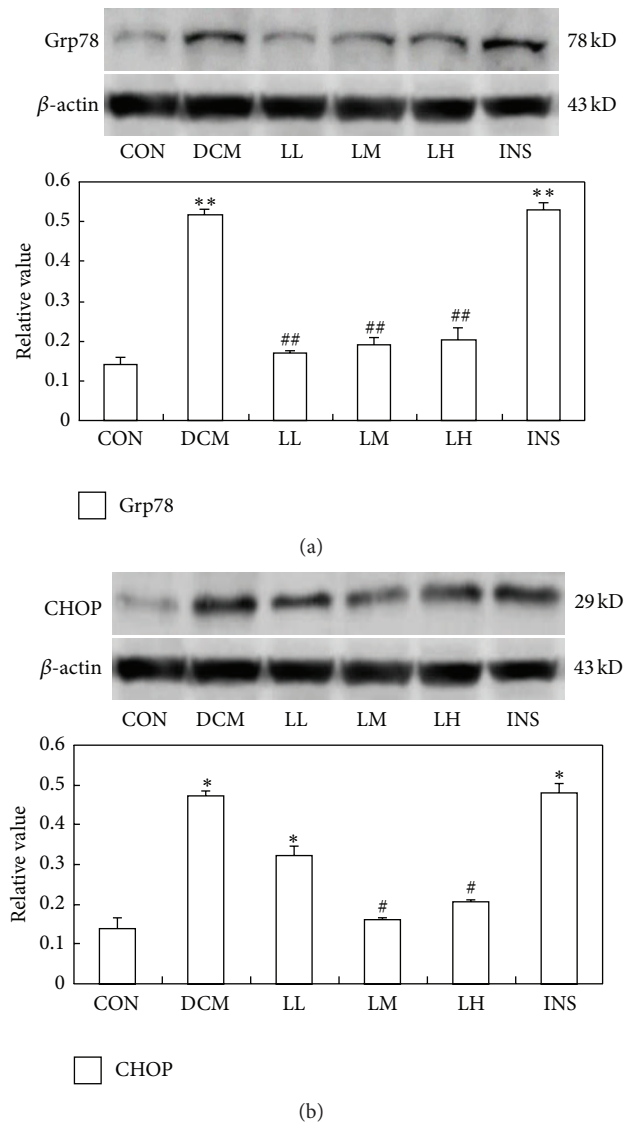 Grp78 78 kD
β-actin 43 kD
CON DCM LL LM LH INS
0.6
0.5
0.4
0.3
0.2
0.1
0
Relative value
** ## ## ## **
CON DCM LL LM LH INS
Grp78
(a)
CHOP 29 kD
β-actin 43 kD
CON DCM LL LM LH INS
0.6
0.5
0.4
0.3
0.2
0.1
0
Relative value
* * # # *
CON DCM LL LM LH INS
CHOP
(b)